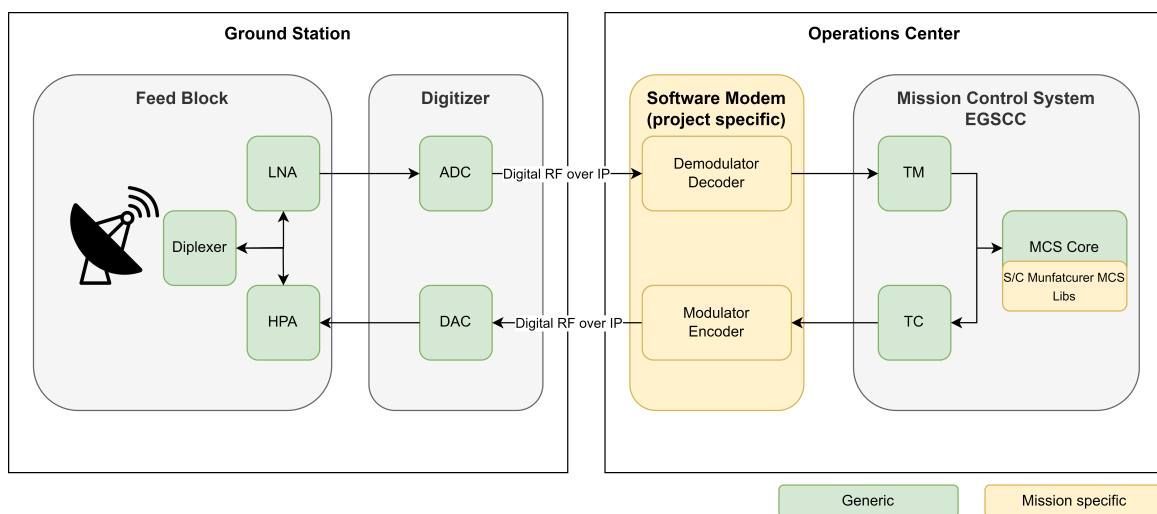 Ground Station
Operations Center
Feed Block
Digitizer
Software Modem
(project specific)
Mission Control System
EGSCC
LNA
ADC
Digital RF over IP
Demodulator
Decoder
TM
Diplexer
MCS Core
S/C Munfatcurer MCS
Libs
HPA
DAC
Digital RF over IP
Modulator
Encoder
TC
Generic
Mission specific